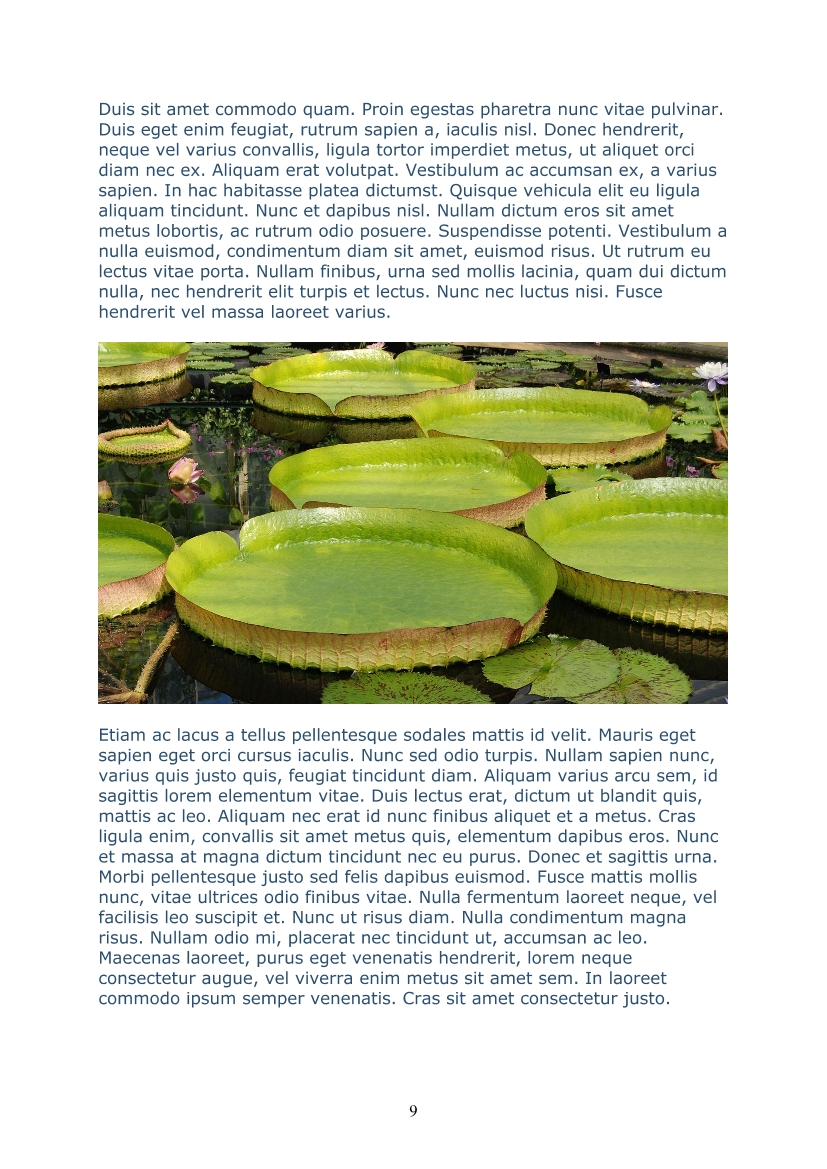 Duis sit amet commodo quam. Proin egestas pharetra nunc vitae pulvinar.
Duis eget enim feugiat, rutrum sapien a, iaculis nisl. Donec hendrerit,
neque vel varius convallis, ligula tortor imperdiet metus, ut aliquet orci
diam nec ex. Aliquam erat volutpat. Vestibulum ac accumsan ex, a varius
sapien. In hac habitasse platea dictumst. Quisque vehicula elit eu ligula
aliquam tincidunt. Nunc et dapibus nisl. Nullam dictum eros sit amet
metus lobortis, ac rutrum odio posuere. Suspendisse potenti. Vestibulum a
nulla euismod, condimentum diam sit amet, euismod risus. Ut rutrum eu
lectus vitae porta. Nullam finibus, urna sed mollis lacinia, quam dui dictum
nulla, nec hendrerit elit turpis et lectus. Nunc nec luctus nisi. Fusce
hendrerit vel massa laoreet varius.
Etiam ac lacus a tellus pellentesque sodales mattis id velit. Mauris eget
sapien eget orci cursus iaculis. Nunc sed odio turpis. Nullam sapien nunc,
varius quis justo quis, feugiat tincidunt diam. Aliquam varius arcu sem, id
sagittis lorem elementum vitae. Duis lectus erat, dictum ut blandit quis,
mattis ac leo. Aliquam nec erat id nunc finibus aliquet et a metus. Cras
ligula enim, convallis sit amet metus quis, elementum dapibus eros. Nunc
et massa at magna dictum tincidunt nec eu purus. Donec et sagittis urna.
Morbi pellentesque justo sed felis dapibus euismod. Fusce mattis mollis
nunc, vitae ultrices odio finibus vitae. Nulla fermentum laoreet neque, vel
facilisis leo suscipit et. Nunc ut risus diam. Nulla condimentum magna
risus. Nullam odio mi, placerat nec tincidunt ut, accumsan ac leo.
Maecenas laoreet, purus eget venenatis hendrerit, lorem neque
consectetur augue, vel viverra enim metus sit amet sem. In laoreet
commodo ipsum semper venenatis. Cras sit amet consectetur justo.
9